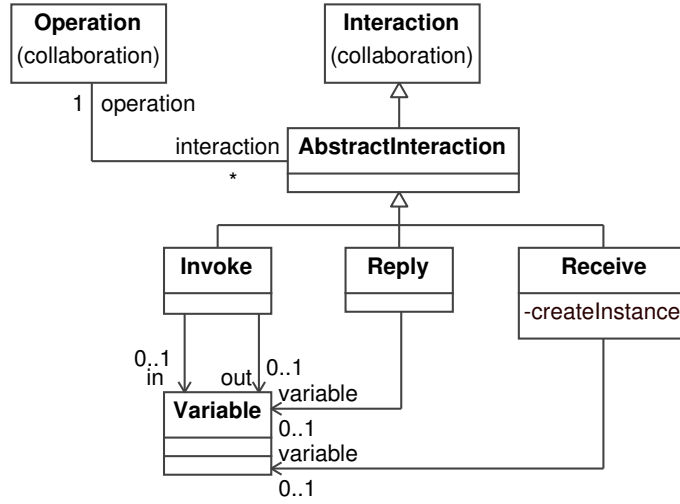 Operation
(collaboration)
Interaction
(collaboration)
1 operation
interaction
*
AbstractInteraction
Invoke
Reply
Receive
-createInstance
0..1
in
out
0..1
variable
0..1
Variable
variable
0..1